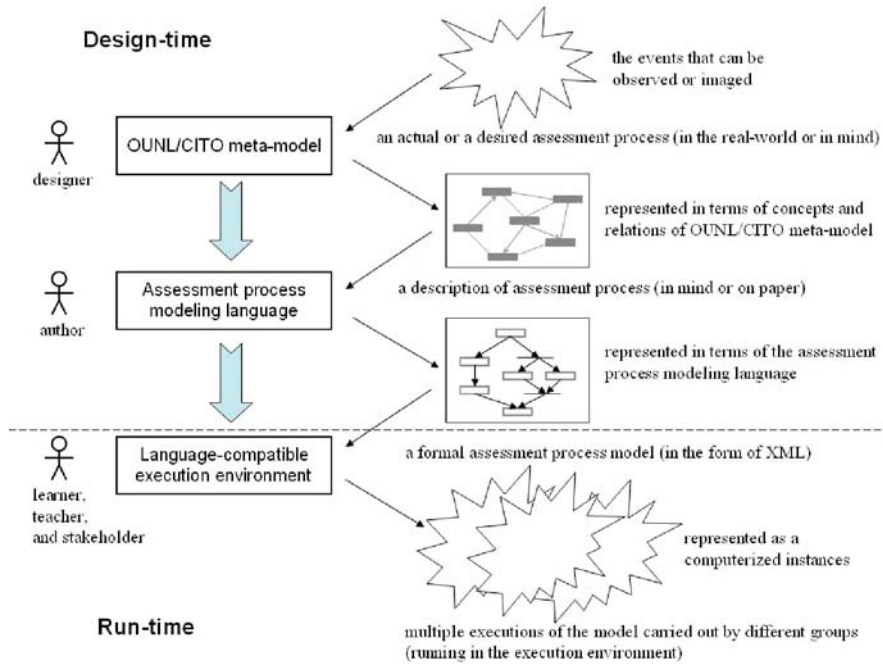 Design-time
the events that can be
observed or imaged
OUNL/CITO meta-model
designer
an actual or a desired assessment process (in the real-world or in mind)
represented in terms of concepts and
relations of OUNL/CITO meta-model
Assessment process
modeling language
author
a description of assessment process (in mind or on paper)
represented in terms of the assessment
process modeling language
Language-compatible
execution environment
learner,
teacher,
and stakeholder
a formal assessment process model (in the form of XML)
represented as a
computerized instances
Run-time
multiple executions of the model carried out by different groups
(running in the execution environment)